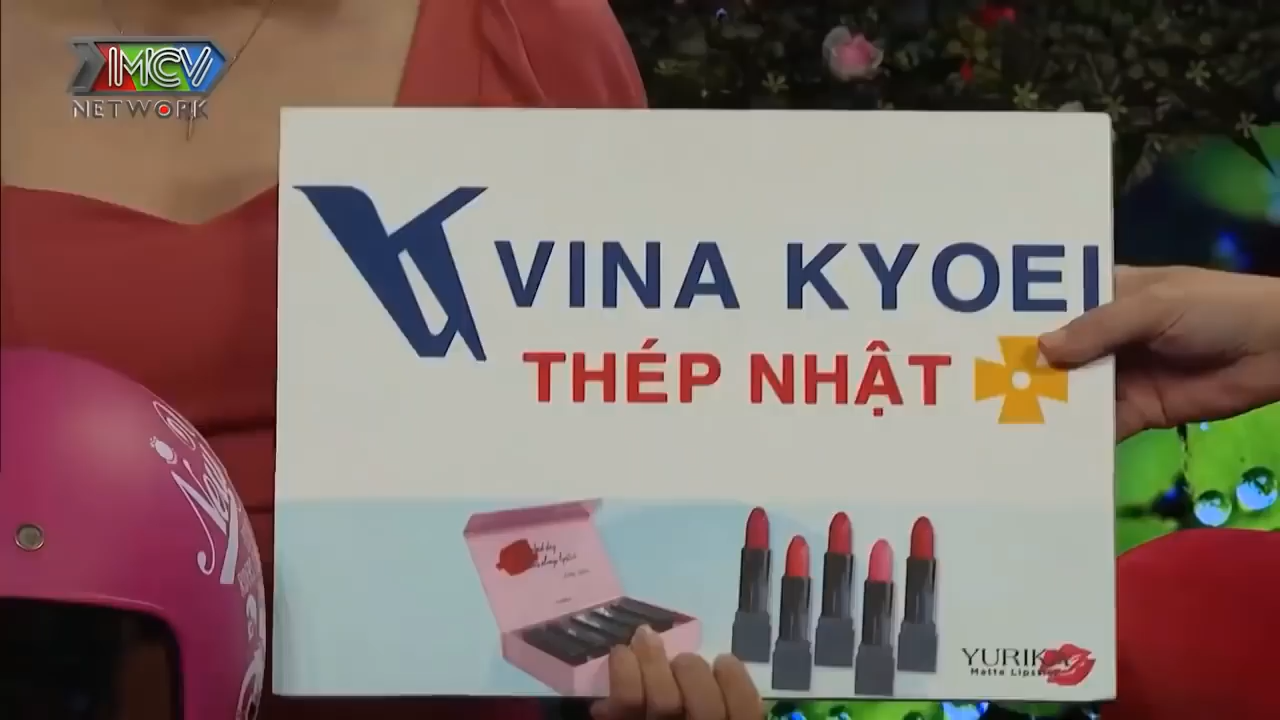 MCV
NETWORK
VINA KYOEI
THÉP NHẬT
YURIKA
Matte Lipstick